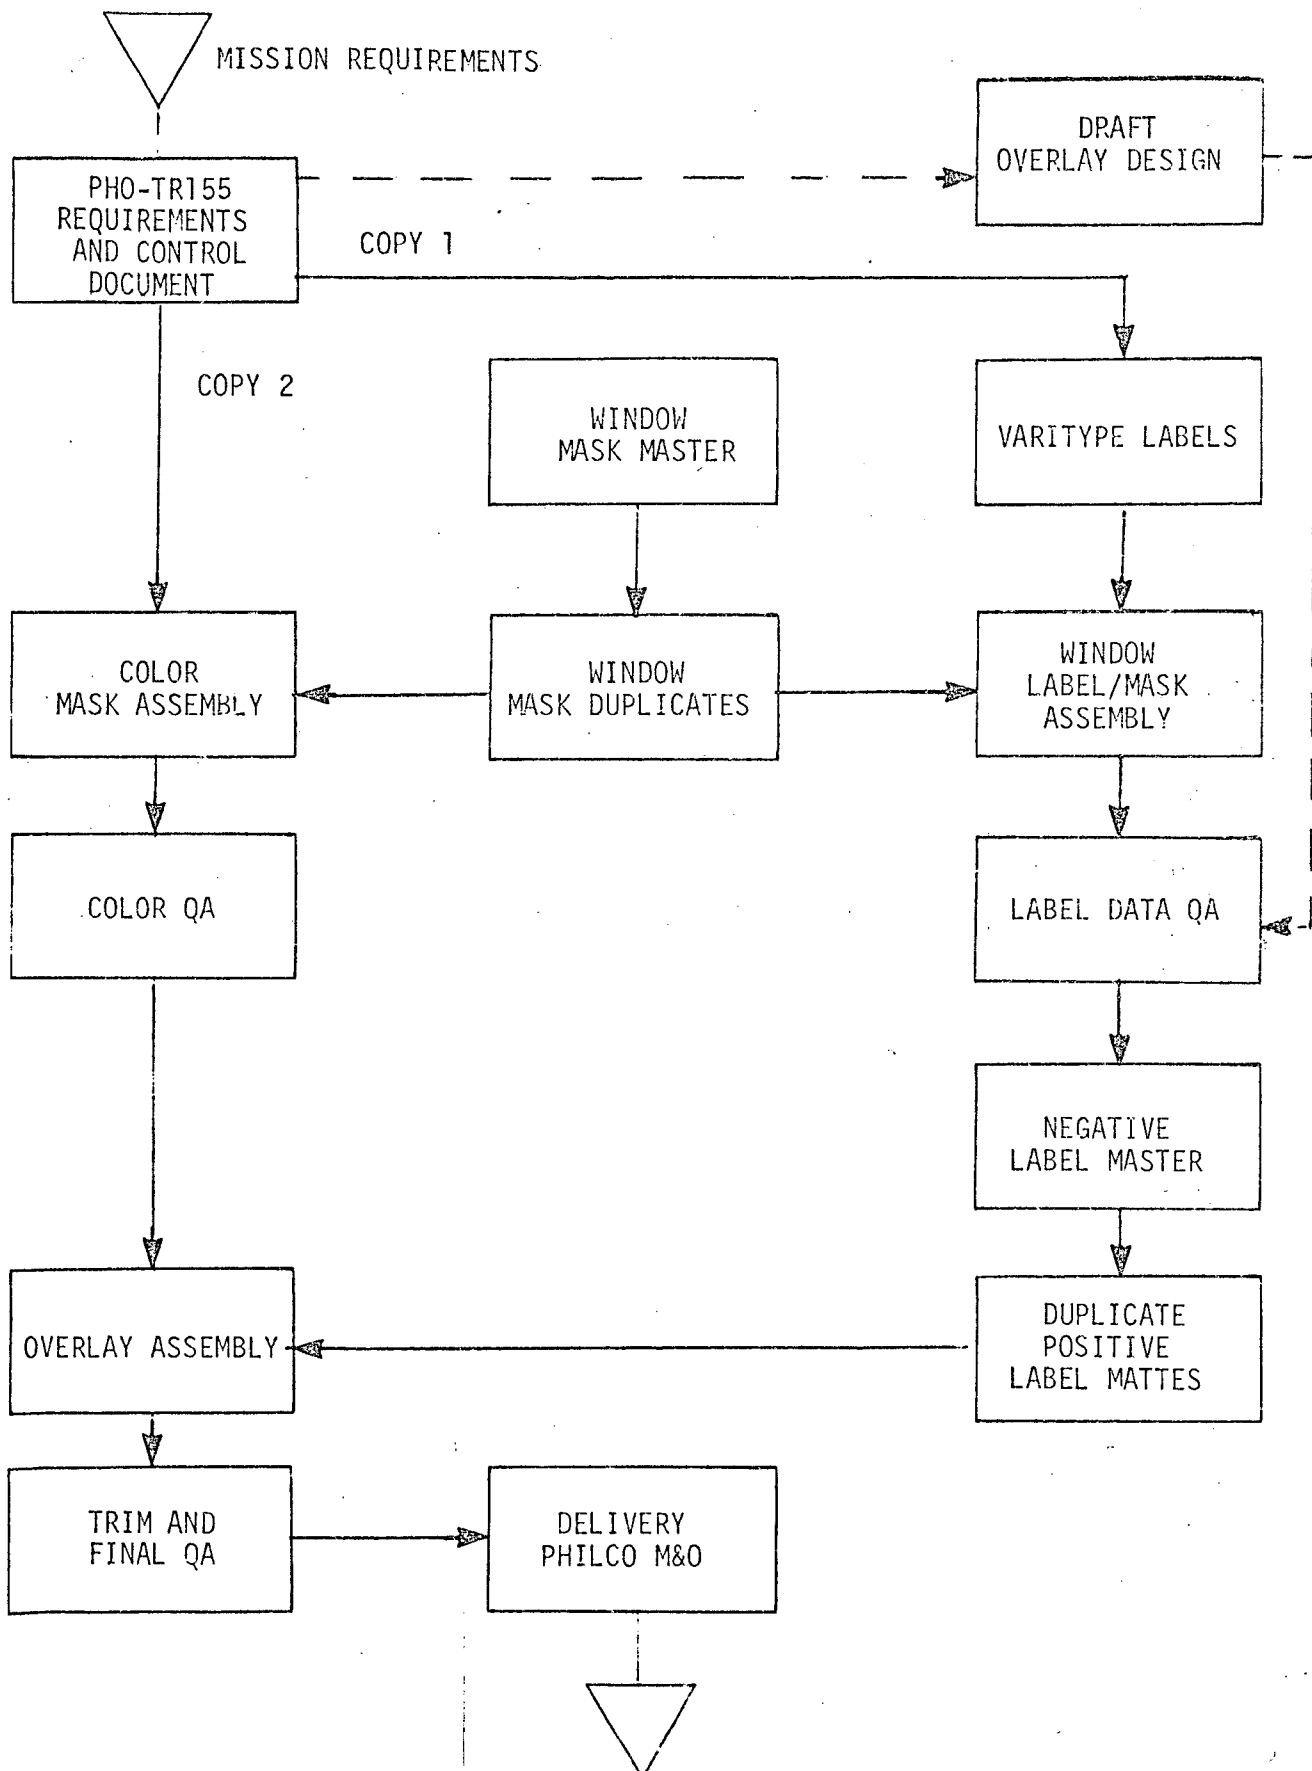 MISSION REQUIREMENTS
DRAFT
OVERLAY DESIGN
PHO-TR155
REQUIREMENTS
AND CONTROL
DOCUMENT
COPY 1
COPY 2
WINDOW
MASK MASTER
VARITYPE LABELS
COLOR
MASK ASSEMBLY
WINDOW
MASK DUPLICATES
WINDOW
LABEL/MASK
ASSEMBLY
COLOR QA
LABEL DATA QA
NEGATIVE
LABEL MASTER
OVERLAY ASSEMBLY
DUPLICATE
POSITIVE
LABEL MATTES
TRIM AND
FINAL QA
DELIVERY
PHILCO M&O